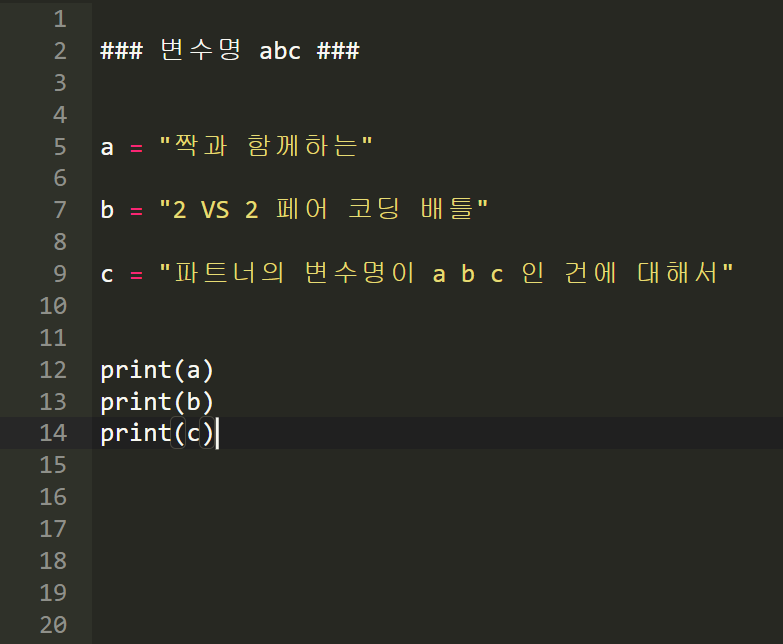 1
2 ### 변수명 abc ###
3
4
5 a = "짝과 함께하는"
6
7 b = "2 VS 2 페어 코딩 배틀"
8
9 c = "파트너의 변수명이 a b c 인 건에 대해서"
10
11
12 print(a)
13 print(b)
14 print(c)
15
16
17
18
19
20